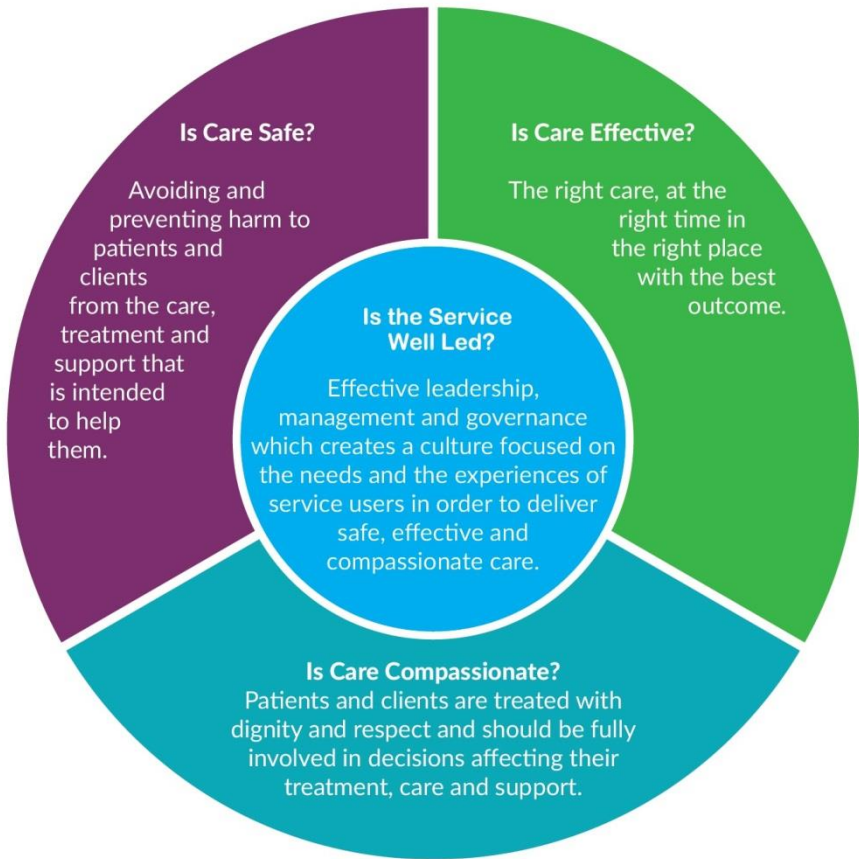 Is Care Safe?
Avoiding and
preventing harm to
patients and
clients
from the care,
treatment and
support that
is intended
to help
them.
Is Care Effective?
The right care, at the
right time in
the right place
with the best
outcome.
Is the Service
Well Led?
Effective leadership,
management and governance
which creates a culture focused on
the needs and the experiences of
service users in order to deliver
safe, effective and
compassionate care.
Is Care Compassionate?
Patients and clients are treated with
dignity and respect and should be fully
involved in decisions affecting their
treatment, care and support.